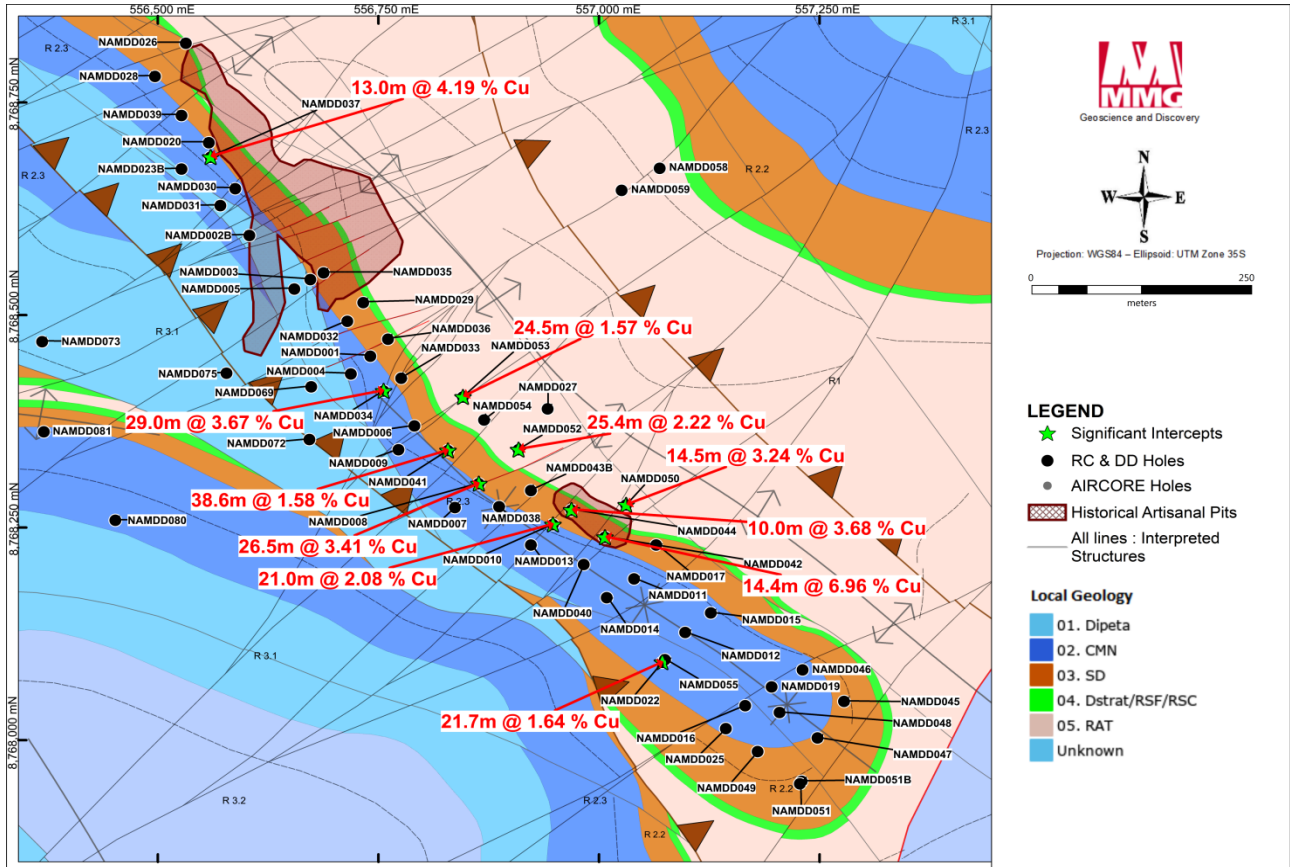 556,500 mE
556,750 mE
557,000 mE
557,250 mE
8,768,750 mN
8,768,500 mN
8,768,250 mN
8,768,000 mN
R 2.3
R 3.1
NAMDD026
NAMDD028
13.0m @ 4.19 % Cu
NAMDD037
NAMDD039
R 2.3
NAMDD020
R 2.2
NAMDD058
NAMDD023B
R 2.3
NAMDD030
NAMDD059
NAMDD031
NAMDD002B
NAMDD003
NAMDD035
NAMDD005
NAMDD029
R 3.1
NAMDD032
NAMDD036
24.5m @ 1.57 % Cu
NAMDD073
NAMDD001
NAMDD033
NAMDD053
NAMDD075
NAMDD004
R1
NAMDD069
NAMDD027
NAMDD034
NAMDD054
29.0m @ 3.67 % Cu
25.4m @ 2.22 % Cu
NAMDD081
NAMDD006
NAMDD052
NAMDD072
NAMDD009
14.5m @ 3.24 % Cu
NAMDD043B
NAMDD050
NAMDD041
38.6m @ 1.58 % Cu
R 2.3
NAMDD080
NAMDD008
NAMDD007
NAMDD038
NAMDD044
10.0m @ 3.68 % Cu
26.5m @ 3.41 % Cu
NAMDD010
NAMDD013
NAMDD042
21.0m @ 2.08 % Cu
NAMDD017
14.4m @ 6.96 % Cu
NAMDD011
NAMDD040
NAMDD015
NAMDD014
NAMDD012
R 3.1
NAMDD046
NAMDD055
NAMDD019
NAMDD022
NAMDD045
21.7m @ 1.64 % Cu
NAMDD048
NAMDD016
NAMDD047
NAMDD025
NAMDD051B
NAMDD049
R 2.2
R 3.2
R 2.3
NAMDD051
R 2.2
MMG
Geoscience and Discovery
N
W
E
S
Projection: WGS84 – Ellipsoid: UTM Zone 35S
0
250
meters
LEGEND
Significant Intercepts
RC & DD Holes
AIRCORE Holes
Historical Artisanal Pits
All lines : Interpreted
Structures
Local Geology
01. Dipeta
02. CMN
03. SD
04. Dstrat/RSF/RSC
05. RAT
Unknown